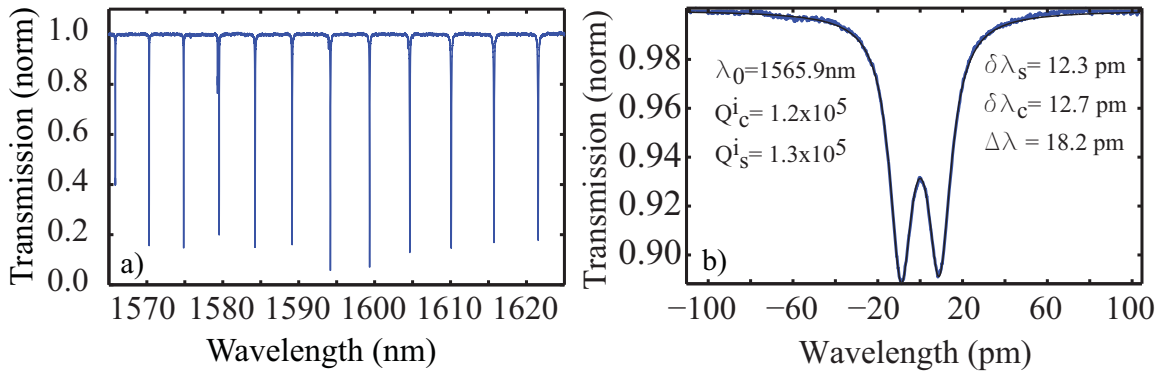 Transmission (norm)
1.0
0.8
0.6
0.4
0.2
0.0
a)
1570 1580 1590 1600 1610 1620
Wavelength (nm)
Transmission (norm)
0.98
0.96
0.94
0.92
0.90
λ0=1565.9nm
Qic= 1.2x105
Qis= 1.3x105
δλs= 12.3 pm
δλc= 12.7 pm
Δλ = 18.2 pm
b)
−100 −60 −20 20 60 100
Wavelength (pm)